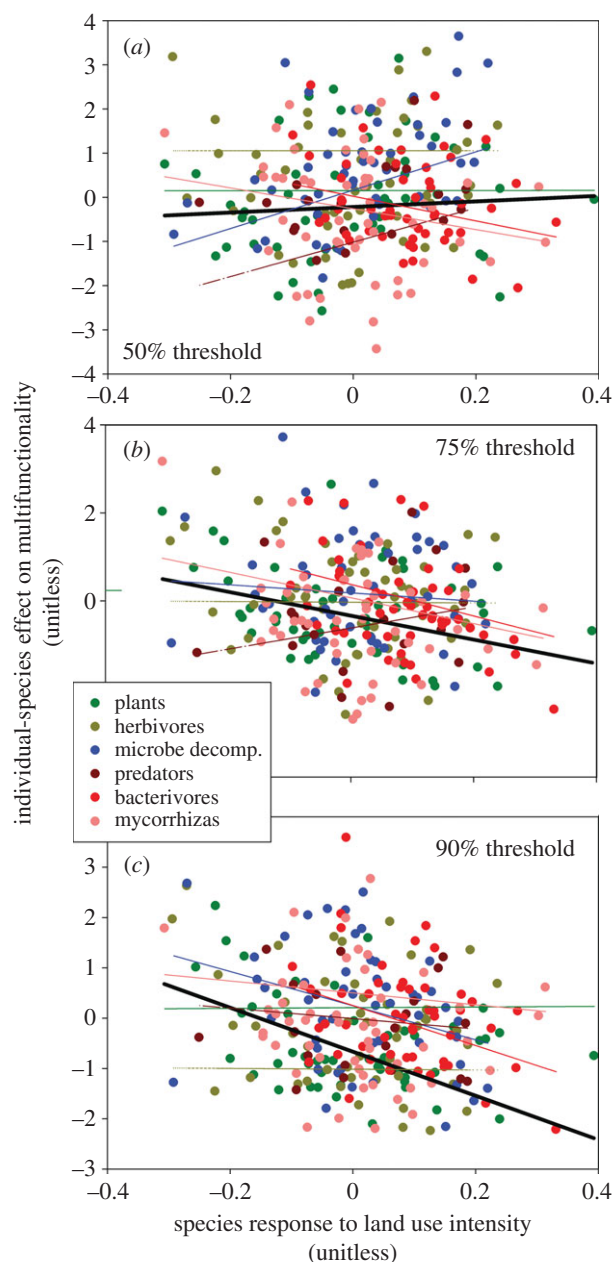 (a)
4
3
2
1
0
–1
–2
–3
–4
50% threshold
–0.4 –0.2 0 0.2 0.4
(b)
75% threshold
4
2
0
individual-species effect on multifunctionality
(unitless)
plants
herbivores
microbe decomp.
predators
bacterivores
mycorrhizas
(c)
90% threshold
3
2
1
0
–1
–2
–3
–0.4 –0.2 0 0.2 0.4
species response to land use intensity
(unitless)